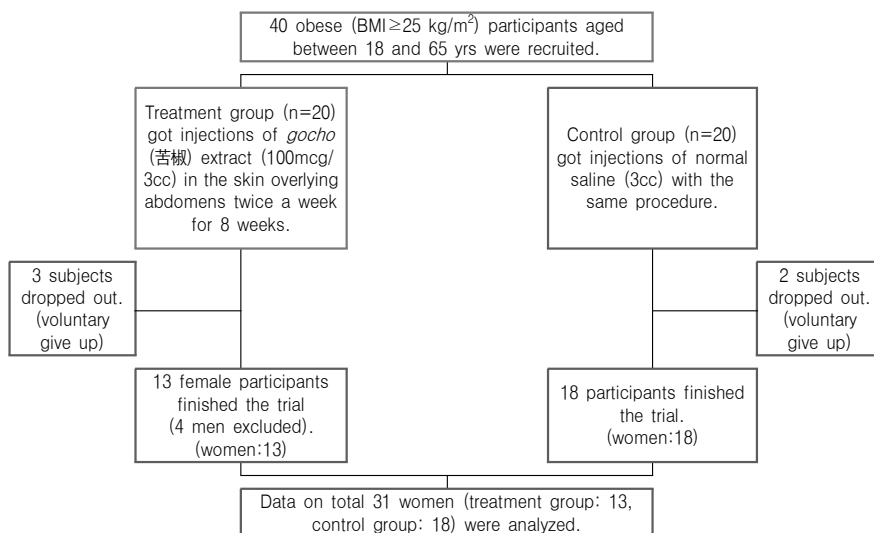 40 obese (BMI≥25 kg/m²) participants aged
between 18 and 65 yrs were recruited.
Treatment group (n=20)
got injections of gocho
(苦椒) extract (100mcg/
3cc) in the skin overlying
abdomens twice a week
for 8 weeks.
Control group (n=20)
got injections of normal
saline (3cc) with the
same procedure.
3 subjects
dropped out.
(voluntary
give up)
2 subjects
dropped out.
(voluntary
give up)
13 female participants
finished the trial
(4 men excluded).
(women:13)
18 participants finished
the trial.
(women:18)
Data on total 31 women (treatment group: 13,
control group: 18) were analyzed.